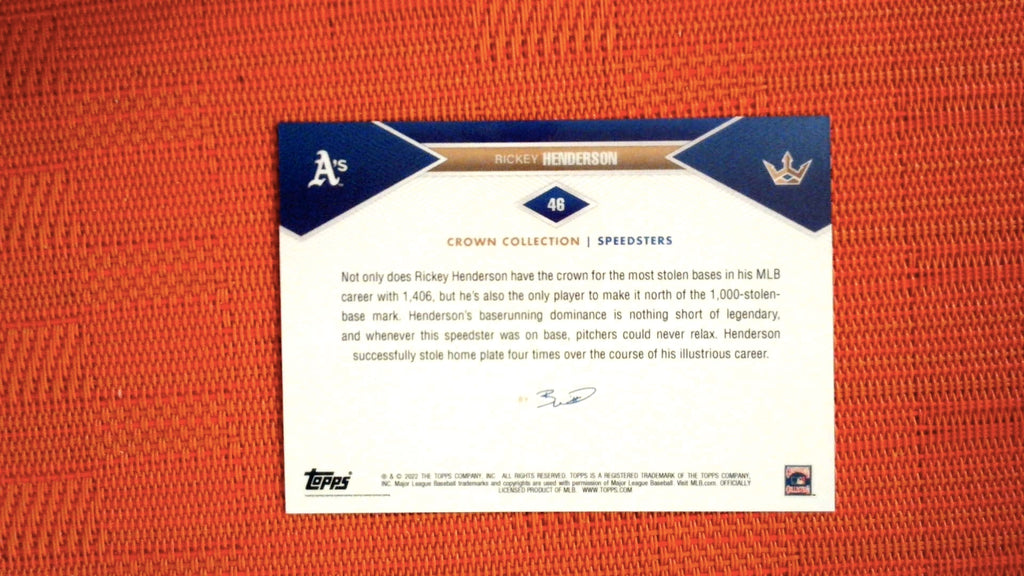 A's
RICKEY HENDERSON
46
CROWN COLLECTION | SPEEDSTERS
Not only does Rickey Henderson have the crown for the most stolen bases in his MLB
career with 1,406, but he's also the only player to make it north of the 1,000-stolen-
base mark. Henderson's baserunning dominance is nothing short of legendary,
and whenever this speedster was on base, pitchers could never relax. Henderson
successfully stole home plate four times over the course of his illustrious career.
BY
Topps
® & © 2022 THE TOPPS COMPANY, INC. ALL RIGHTS RESERVED. TOPPS IS A REGISTERED TRADEMARK OF THE TOPPS COMPANY,
INC. Major League Baseball trademarks and copyrights are used with permission of Major League Baseball. Visit MLB.com. OFFICIALLY
LICENSED PRODUCT OF MLB. WWW.TOPPS.COM